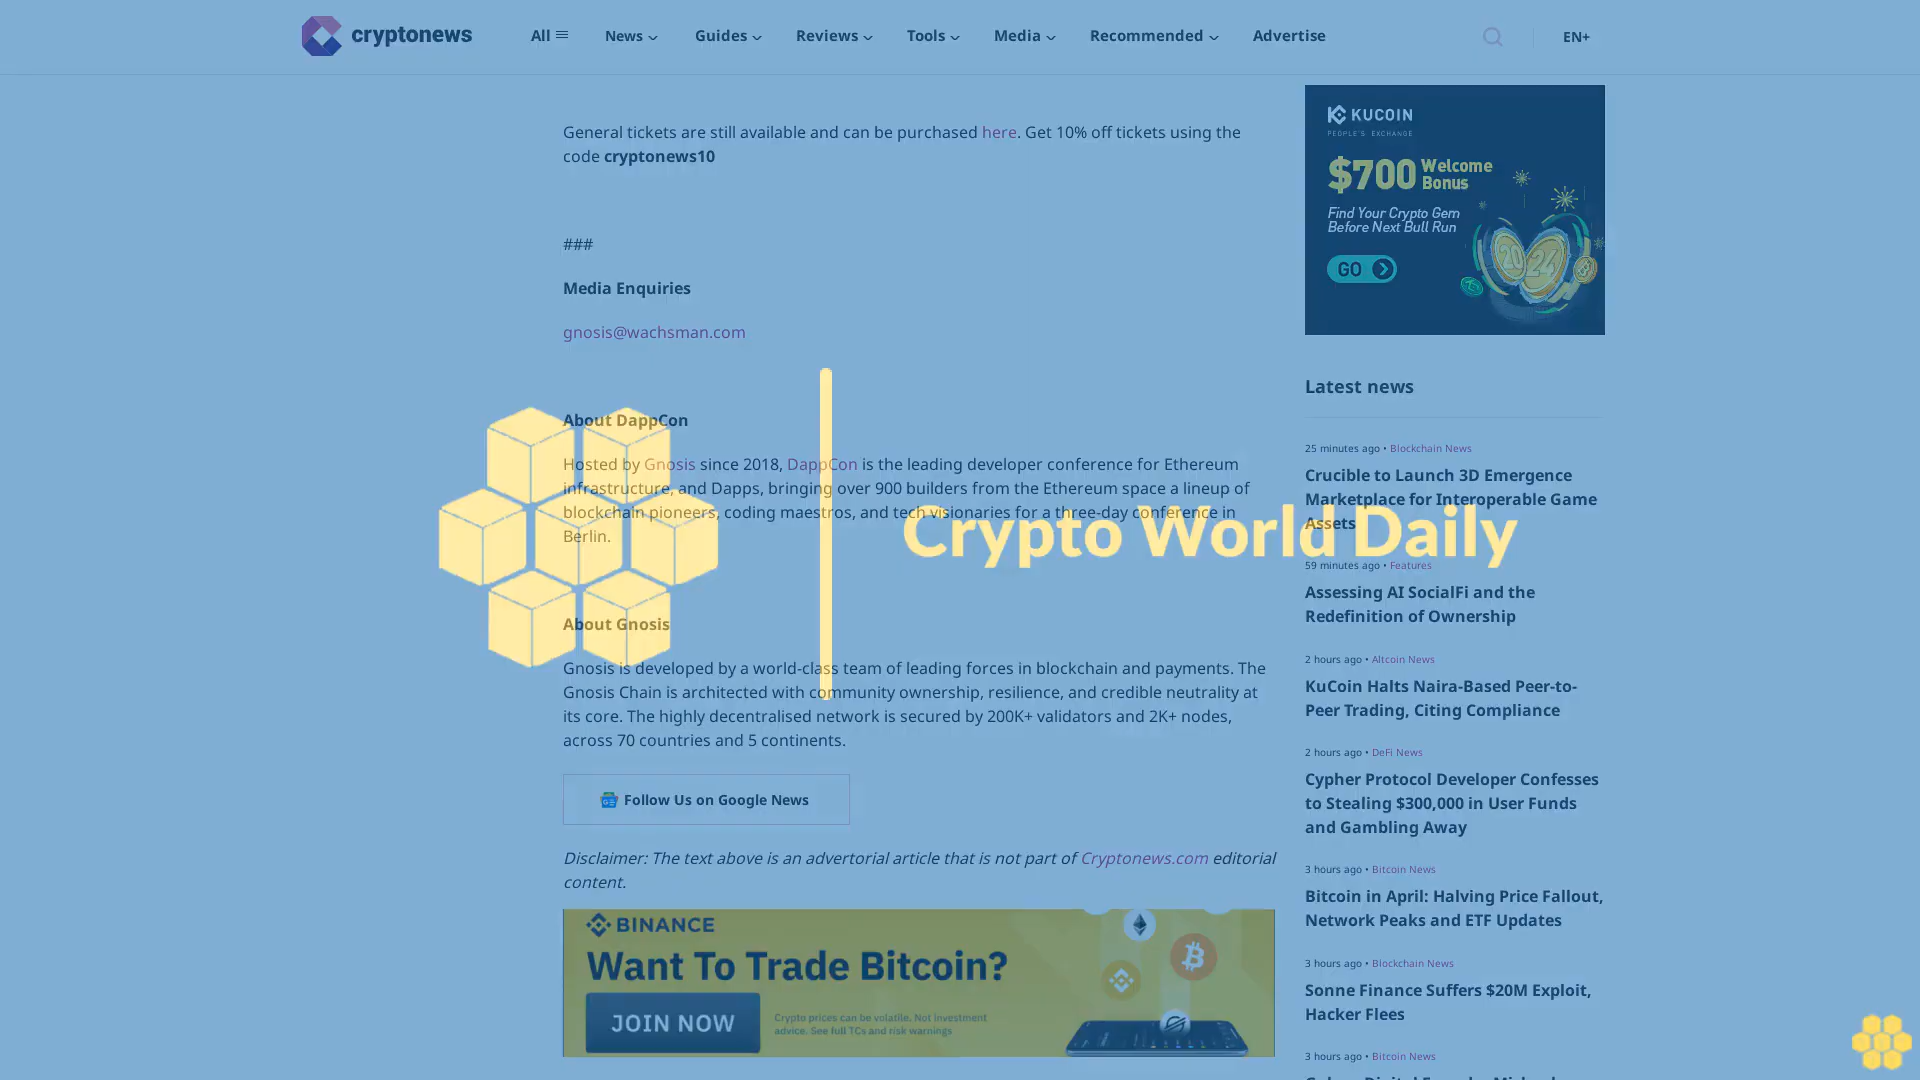 cryptonews
All
News
Guides
Reviews
Tools
Media
Recommended
Advertise
EN+
General tickets are still available and can be purchased here. Get 10% off tickets using the
code cryptonews10
###
Media Enquiries
gnosis@wachsman.com
About DappCon
Hosted by Gnosis since 2018, DappCon is the leading developer conference for Ethereum
infrastructure, and Dapps, bringing over 900 builders from the Ethereum space a lineup of
blockchain pioneers, coding maestros, and tech visionaries for a three-day conference in
Berlin.
About Gnosis
Gnosis is developed by a world-class team of leading forces in blockchain and payments. The
Gnosis Chain is architected with community ownership, resilience, and credible neutrality at
its core. The highly decentralised network is secured by 200K+ validators and 2K+ nodes,
across 70 countries and 5 continents.
Follow Us on Google News
Disclaimer: The text above is an advertorial article that is not part of Cryptonews.com editorial
content.
BINANCE
Want To Trade Bitcoin?
JOIN NOW
Crypto prices can be volatile. Not investment
advice. See full TCs and risk warnings
Crypto World Daily
KUCOIN
PEOPLE'S EXCHANGE
$700 Welcome
Bonus
Find Your Crypto Gem
Before Next Bull Run
GO
2024
Latest news
25 minutes ago • Blockchain News
Crucible to Launch 3D Emergence
Marketplace for Interoperable Game
Assets
59 minutes ago • Features
Assessing AI SocialFi and the
Redefinition of Ownership
2 hours ago • Altcoin News
KuCoin Halts Naira-Based Peer-to-
Peer Trading, Citing Compliance
2 hours ago • DeFi News
Cypher Protocol Developer Confesses
to Stealing $300,000 in User Funds
and Gambling Away
3 hours ago • Bitcoin News
Bitcoin in April: Halving Price Fallout,
Network Peaks and ETF Updates
3 hours ago • Blockchain News
Sonne Finance Suffers $20M Exploit,
Hacker Flees
3 hours ago • Bitcoin News